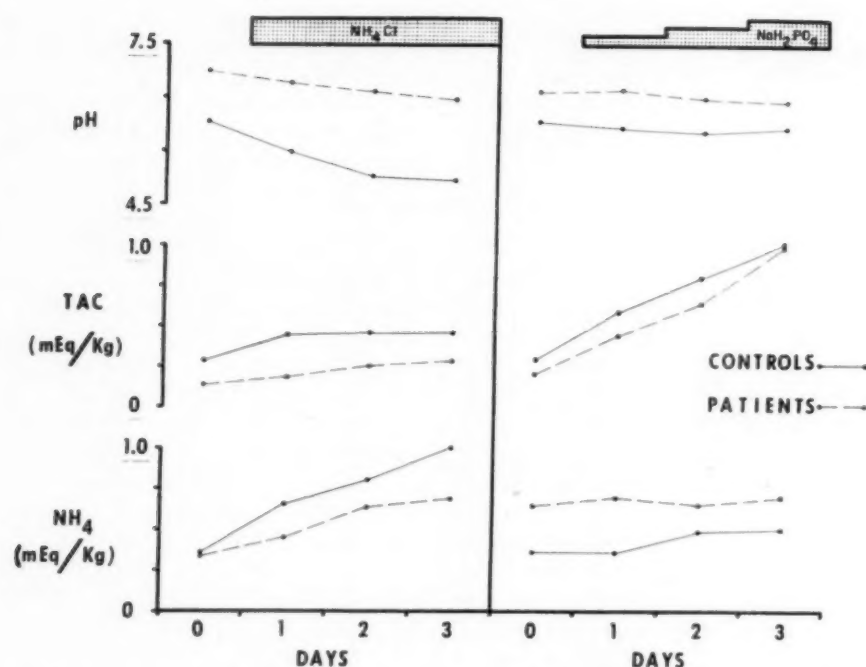 NH4Cl NaH2PO4
7.5
pH
4.5
1.0
TAC
(mEq/Kg)
0
CONTROLS
PATIENTS
1.0
NH4
(mEq/Kg)
0
0 1 2 3 0 1 2 3
DAYS DAYS